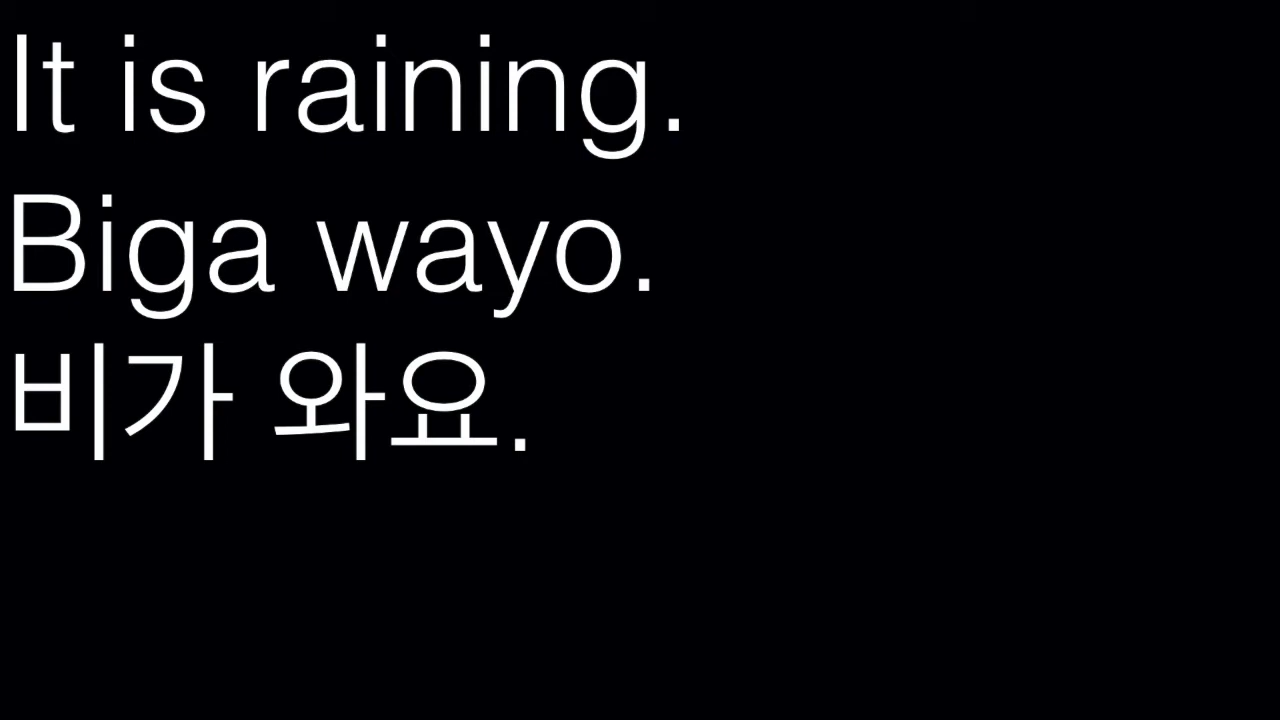 It is raining.
Biga wayo.
비가 와요.